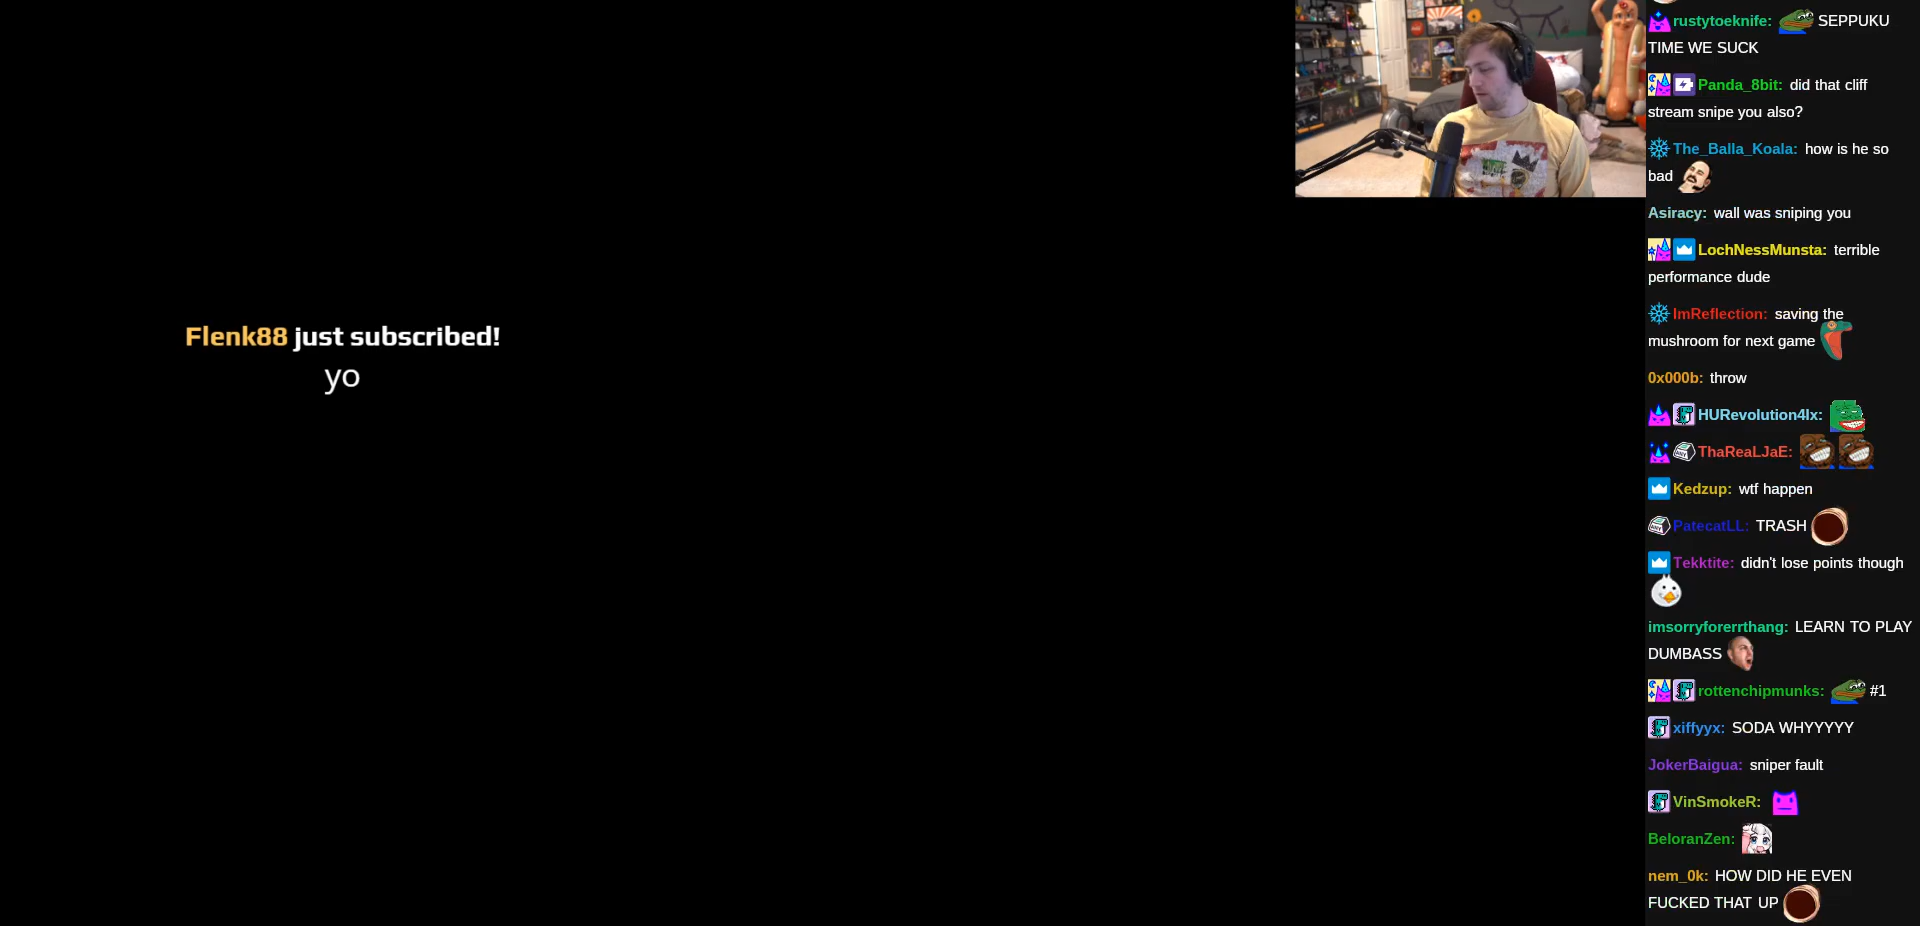 Flenk88 just subscribed!
yo
rustytoeknife: SEPPUKU
TIME WE SUCK
Panda_8bit: did that cliff
stream snipe you also?
The_Balla_Koala: how is he so
bad
Asiracy: wall was sniping you
LochNessMunsta: terrible
performance dude
ImReflection: saving the
mushroom for next game
0x000b: throw
HURevolution4lx:
ThaReaLJaE:
Kedzup: wtf happen
PatecatLL: TRASH
Tekktite: didn't lose points though
imsorryforerrthang: LEARN TO PLAY
DUMBASS
rottenchipmunks: #1
xiffyyx: SODA WHYYYYY
JokerBaigua: sniper fault
VinSmokeR:
BeloranZen:
nem_0k: HOW DID HE EVEN
FUCKED THAT UP